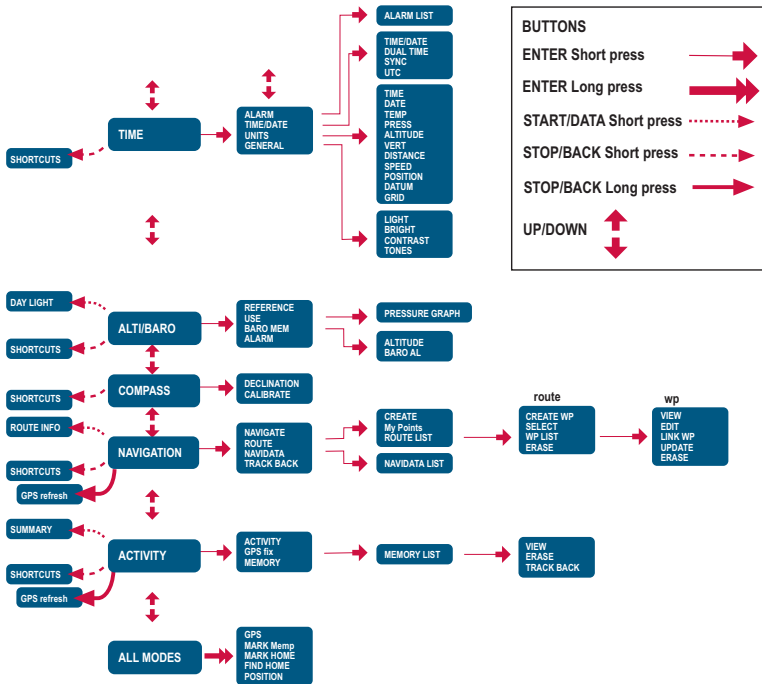 ALARM LIST
TIME/DATE
DUAL TIME
SYNC
UTC
TIME
SHORTCUTS
ALARM
TIME/DATE
UNITS
GENERAL
TIME
DATE
TEMP
PRESS
ALTITUDE
VERT
DISTANCE
SPEED
POSITION
DATUM
GRID
LIGHT
BRIGHT
CONTRAST
TONES
BUTTONS
ENTER Short press
ENTER Long press
START/DATA Short press
STOP/BACK Short press
STOP/BACK Long press
UP/DOWN
DAY LIGHT
SHORTCUTS
ALTI/BARO
REFERENCE
USE
BARO MEM
ALARM
PRESSURE GRAPH
ALTITUDE
BARO AL
SHORTCUTS
COMPASS
DECLINATION
CALIBRATE
ROUTE INFO
SHORTCUTS
GPS refresh
NAVIGATION
NAVIGATE
ROUTE
NAVIDATA
TRACK BACK
CREATE
My Points
ROUTE LIST
NAVIDATA LIST
route
CREATE WP
SELECT
WP LIST
ERASE
wp
VIEW
EDIT
LINK WP
UPDATE
ERASE
SUMMARY
SHORTCUTS
GPS refresh
ACTIVITY
ACTIVITY
GPS fix
MEMORY
MEMORY LIST
VIEW
ERASE
TRACK BACK
ALL MODES
GPS
MARK Memp
MARK HOME
FIND HOME
POSITION